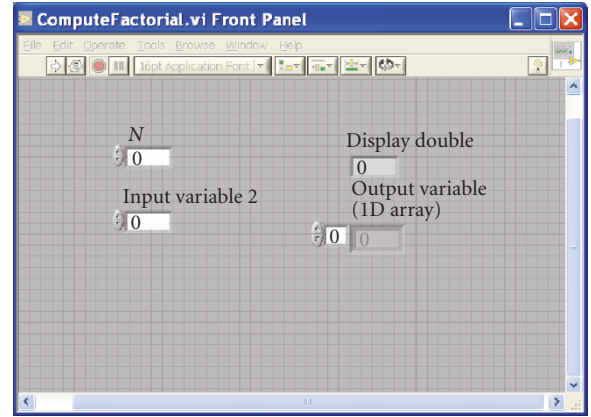 ComputeFactorial.vi Front Panel
File Edit Operate Tools Browse Window Help
16pt Application Font
N
0
Input variable 2
0
Display double
0
Output variable
(1D array)
0 0